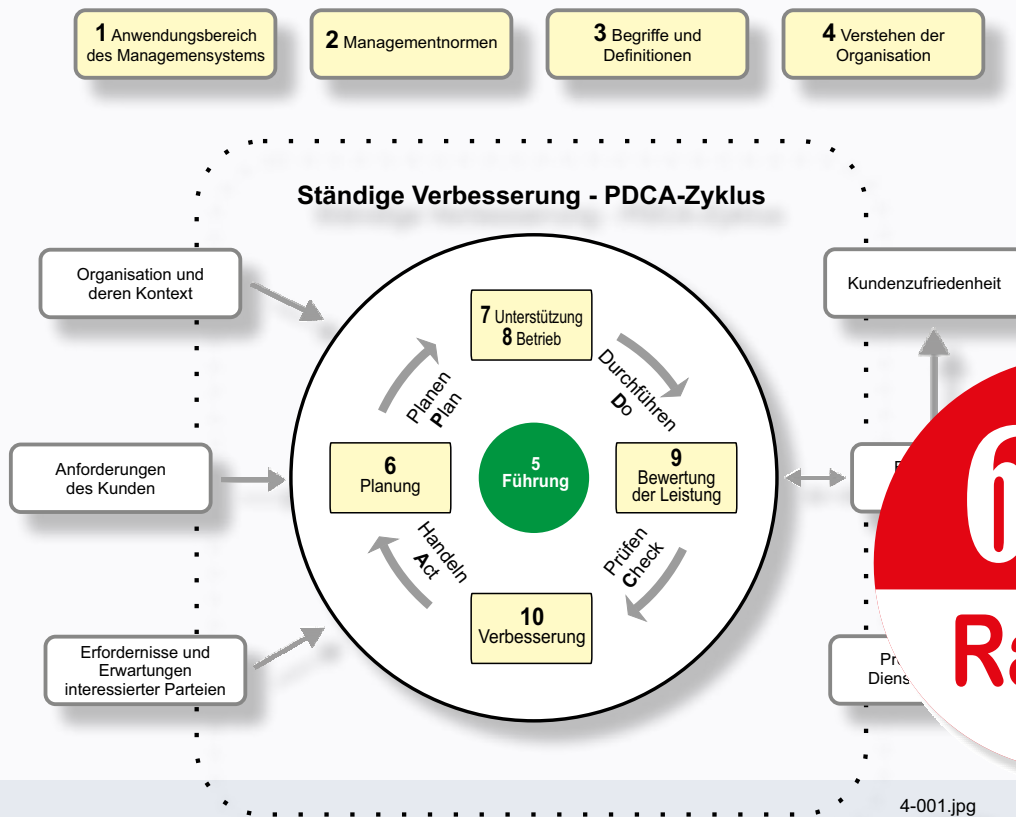 1 Anwendungsbereich
des Managemensystems
2 Managementnormen
3 Begriffe und
Definitionen
4 Verstehen der
Organisation
Ständige Verbesserung - PDCA-Zyklus
Organisation und
deren Kontext
Kundenzufriedenheit
7 Unterstützung
8 Betrieb
Planen
Plan
Durchführen
Do
Anforderungen
des Kunden
6
Planung
5
Führung
9
Bewertung
der Leistung
Handeln
Act
Prüfen
Check
10
Verbesserung
Erfordernisse und
Erwartungen
interessierter Parteien
4-001.jpg